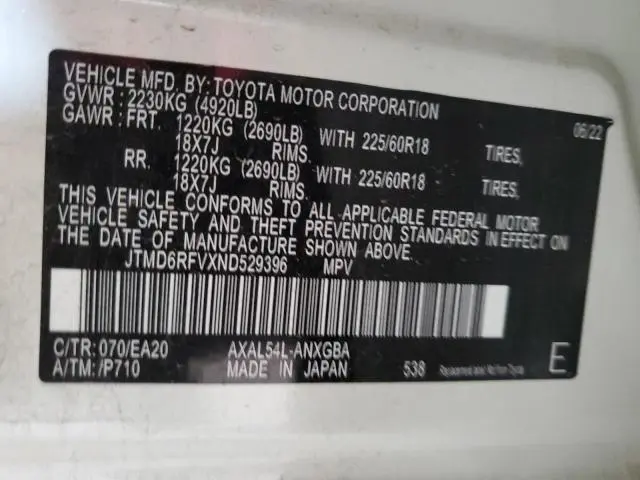 VEHICLE MFD. BY: TOYOTA MOTOR CORPORATION 06/22
GVWR : 2230KG (4920LB)
GAWR : FRT. 1220KG (2690LB) WITH 225/60R18 TIRES,
18X7J RIMS.
RR. 1220KG (2690LB) WITH 225/60R18 TIRES,
18X7J RIMS.
THIS VEHICLE CONFORMS TO ALL APPLICABLE FEDERAL MOTOR
VEHICLE SAFETY AND THEFT PREVENTION STANDARDS IN EFFECT ON
THE DATE OF MANUFACTURE SHOWN ABOVE.
JTMD6RFVXND529396 MPV
C/TR: 070/EA20 AXAL54L-ANXGBA
A/TM: /P710 MADE IN JAPAN 538 E